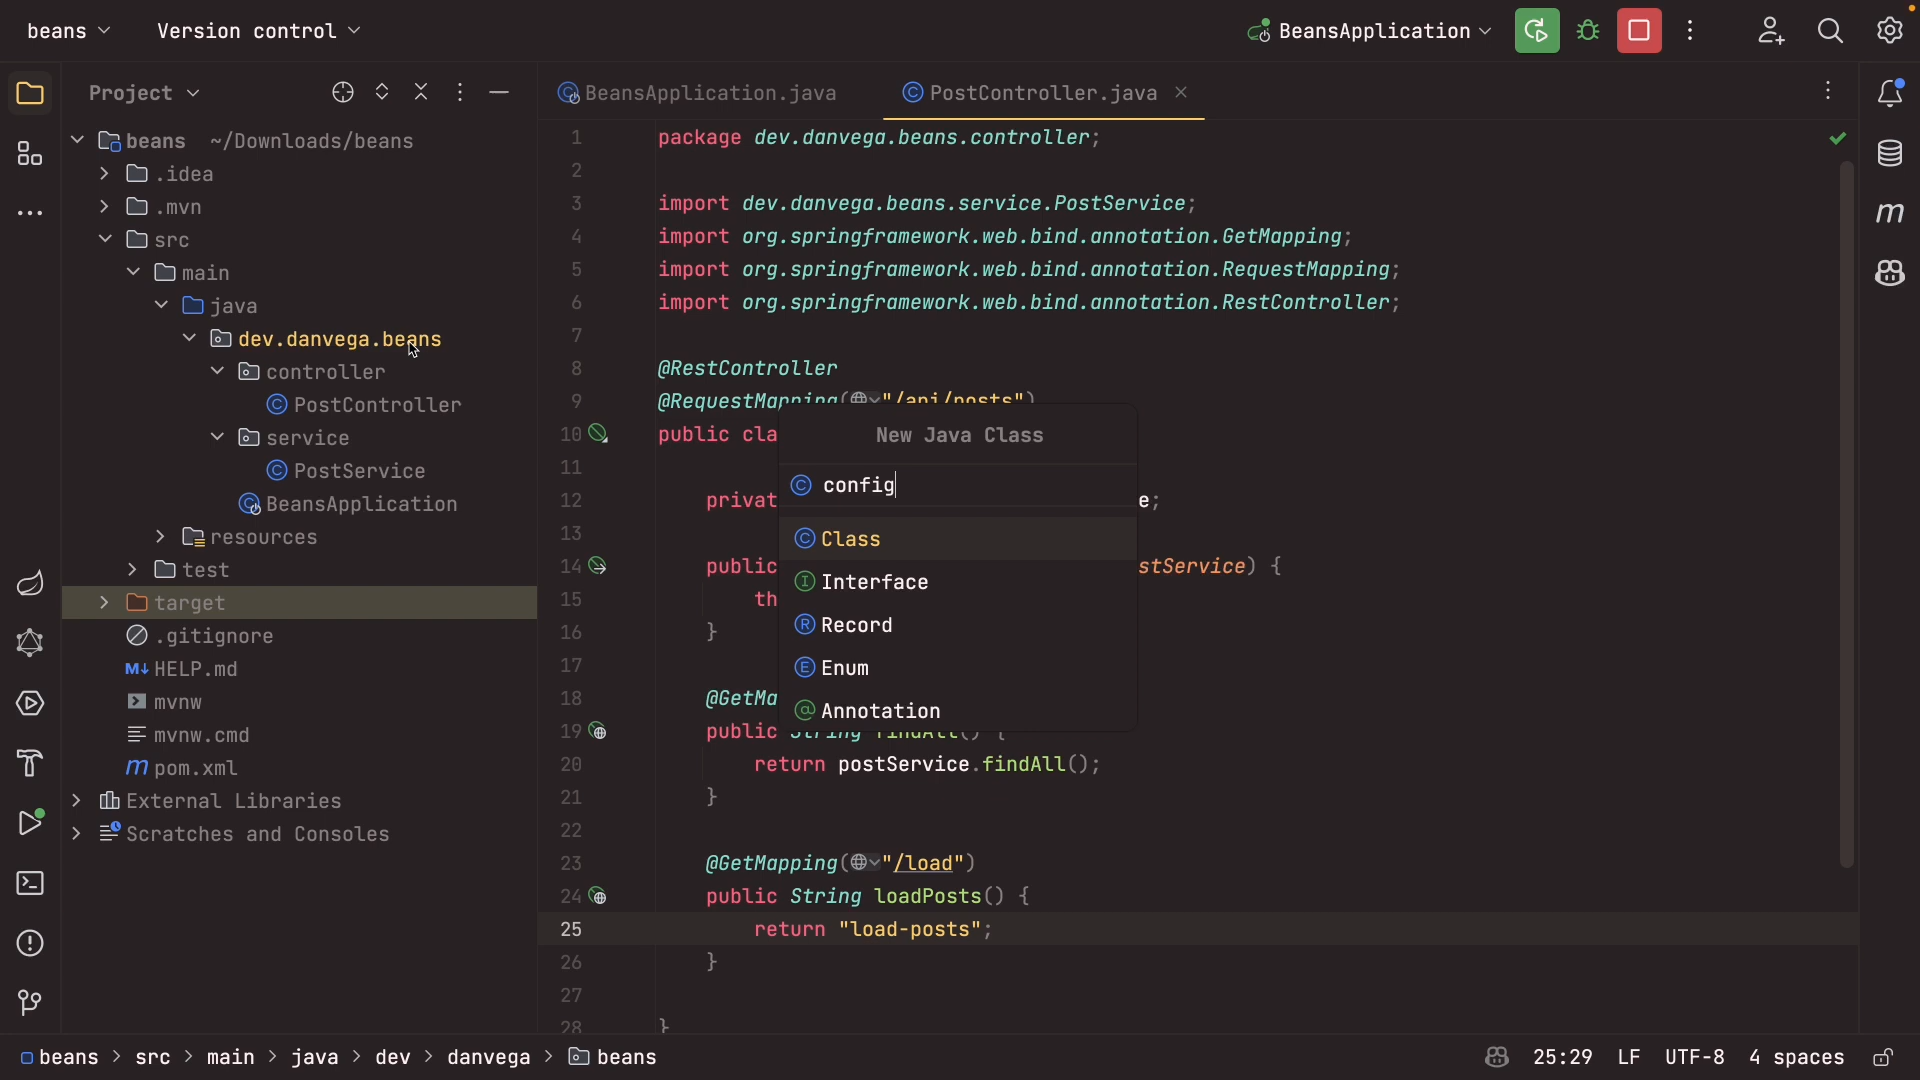 beans
Version control
BeansApplication
Project
BeansApplication.java
PostController.java
beans ~/Downloads/beans
.idea
.mvn
src
main
java
dev.danvega.beans
controller
PostController
service
PostService
BeansApplication
resources
test
target
.gitignore
M↓ HELP.md
mvnw
mvnw.cmd
m pom.xml
External Libraries
Scratches and Consoles
1 package dev.danvega.beans.controller;
2
3 import dev.danvega.beans.service.PostService;
4 import org.springframework.web.bind.annotation.GetMapping;
5 import org.springframework.web.bind.annotation.RequestMapping;
6 import org.springframework.web.bind.annotation.RestController;
7
8 @RestController
9 @RequestMapping("/api/posts")
10 public cla
11
12 privat e;
13
14 public stService) {
15 th
16 }
17
18 @GetMa
19 public String findAll() {
20 return postService.findAll();
21 }
22
23 @GetMapping("/load")
24 public String loadPosts() {
25 return "load-posts";
26 }
27
28 }
New Java Class
C config
C Class
I Interface
R Record
E Enum
@ Annotation
m
beans > src > main > java > dev > danvega > beans
25:29 LF UTF-8 4 spaces